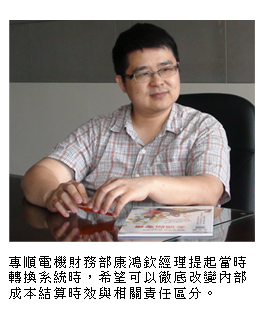 專順電機財務部康鴻欽經理提起當時
轉換系統時，希望可以徹底改變內部
成本結算時效與相關責任區分。